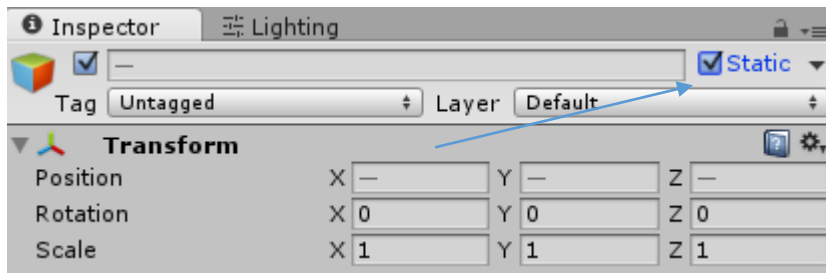 Inspector Lighting
— Static
Tag Untagged Layer Default
Transform
Position X — Y — Z —
Rotation X 0 Y 0 Z 0
Scale X 1 Y 1 Z 1